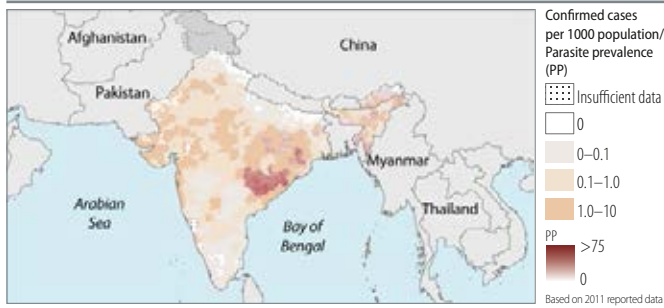 Afghanistan
China
Pakistan
Myanmar
Arabian
Sea
Bay of
Bengal
Thailand
Confirmed cases
per 1000 population/
Parasite prevalence
(PP)
Insufficient data
0
0–0.1
0.1–1.0
1.0–10
PP
>75
0
Based on 2011 reported data